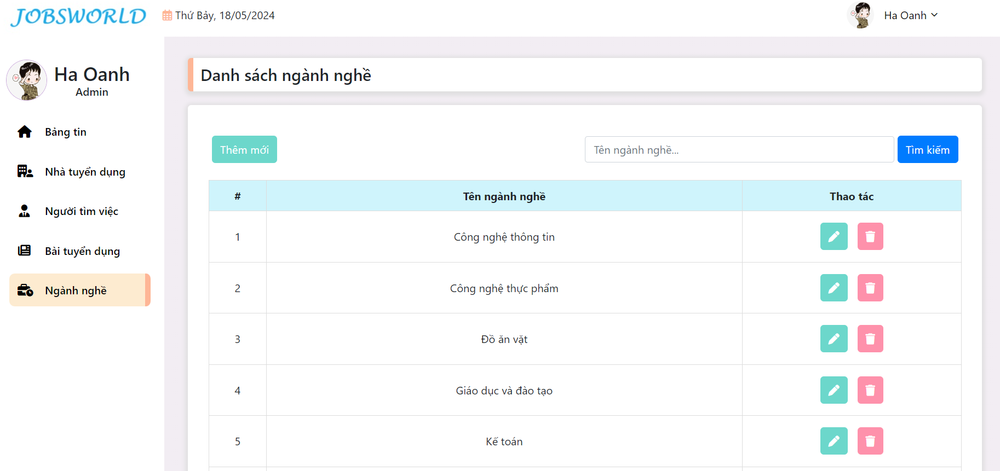 JOBSWORLD
Thứ Bảy, 18/05/2024
Ha Oanh
Ha Oanh
Admin
Bảng tin
Nhà tuyển dụng
Người tìm việc
Bài tuyển dụng
Ngành nghề
Danh sách ngành nghề
Thêm mới
Tên ngành nghề...
Tìm kiếm
# Tên ngành nghề Thao tác
1 Công nghệ thông tin
2 Công nghệ thực phẩm
3 Đồ ăn vặt
4 Giáo dục và đào tạo
5 Kế toán